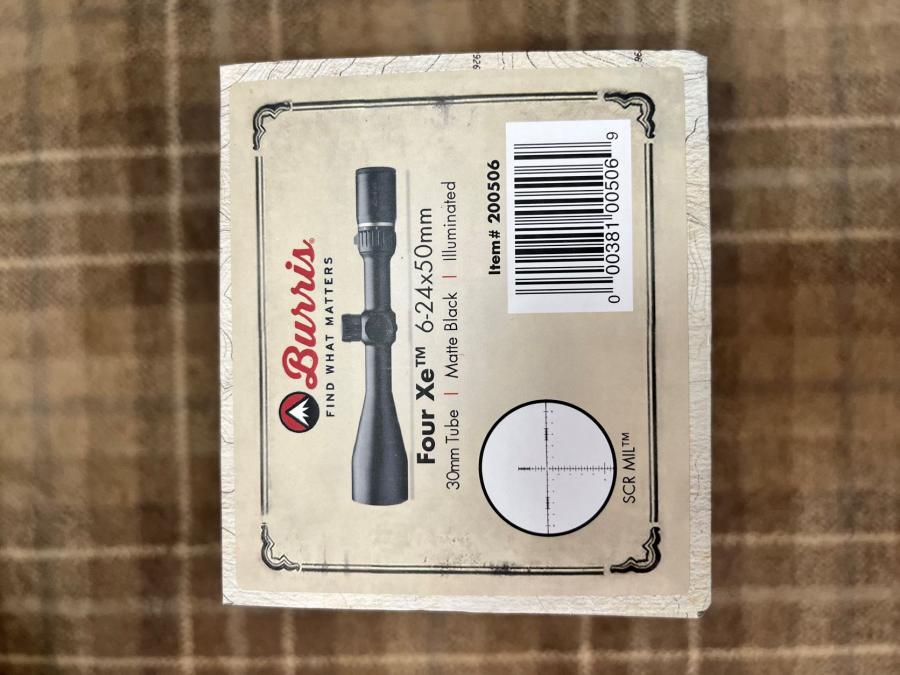 Burris®
FIND WHAT MATTERS
Four Xe™ 6-24x50mm
30mm Tube | Matte Black | Illuminated
Item# 200506
0 00381 00506 9
SCR MIL™
926